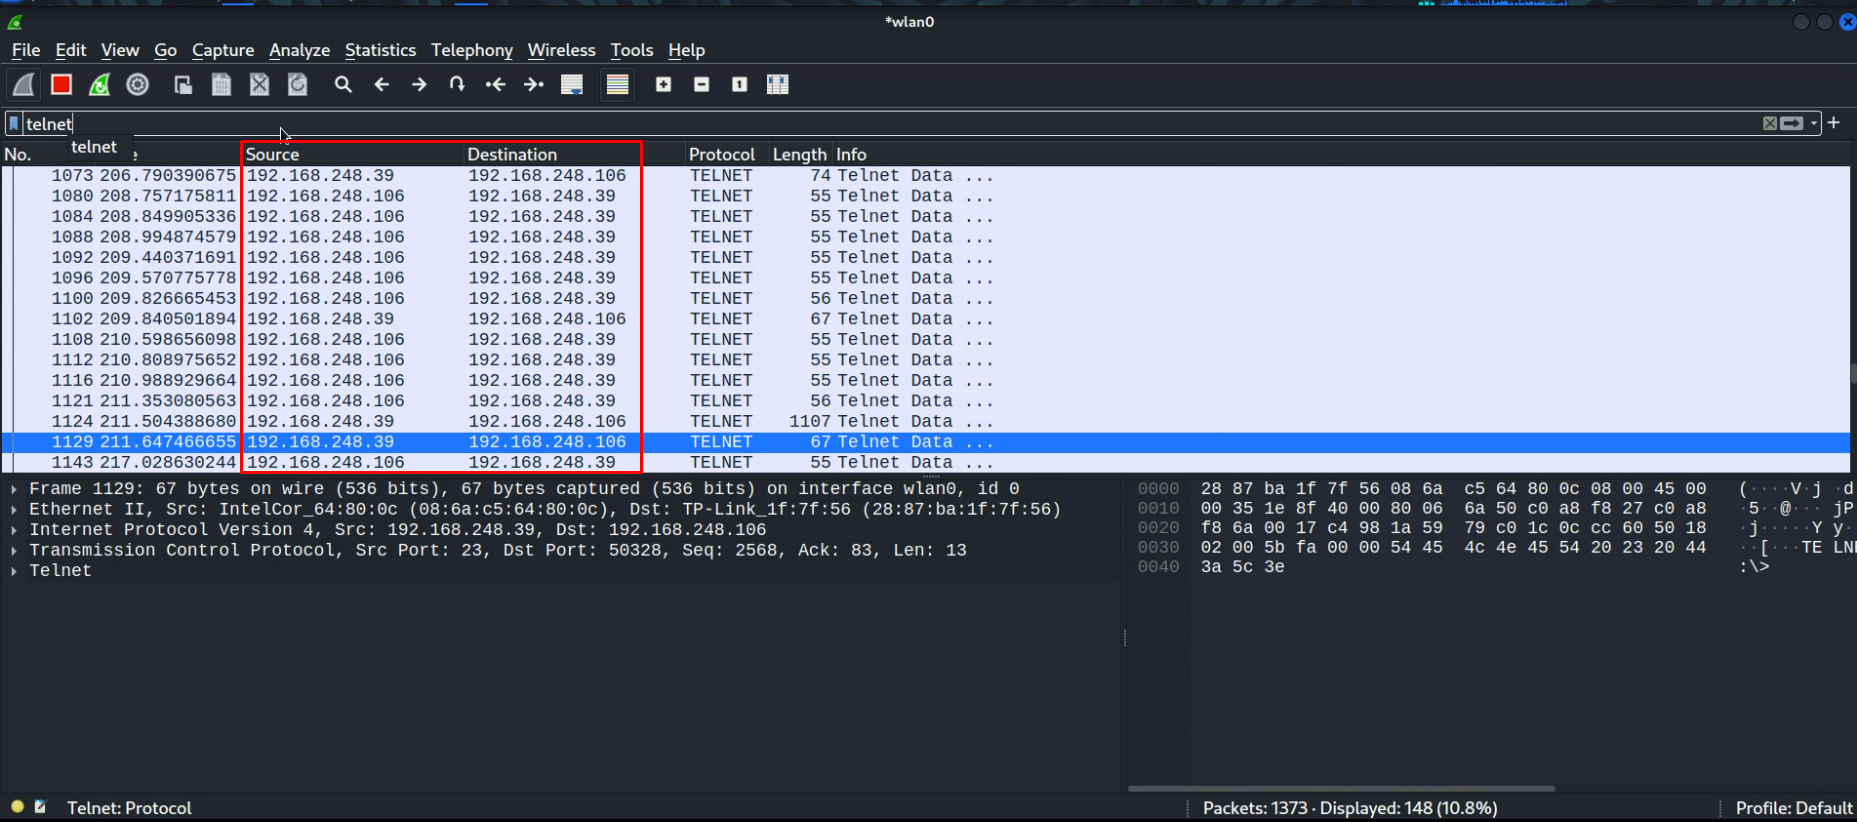 *wlan0
File Edit View Go Capture Analyze Statistics Telephony Wireless Tools Help
telnet
telnet
No. Source Destination Protocol Length Info
1073 206.790390675 192.168.248.39 192.168.248.106 TELNET 74 Telnet Data ...
1080 208.757175811 192.168.248.106 192.168.248.39 TELNET 55 Telnet Data ...
1084 208.849905336 192.168.248.106 192.168.248.39 TELNET 55 Telnet Data ...
1088 208.994874579 192.168.248.106 192.168.248.39 TELNET 55 Telnet Data ...
1092 209.440371691 192.168.248.106 192.168.248.39 TELNET 55 Telnet Data ...
1096 209.570775778 192.168.248.106 192.168.248.39 TELNET 55 Telnet Data ...
1100 209.826665453 192.168.248.106 192.168.248.39 TELNET 56 Telnet Data ...
1102 209.840501894 192.168.248.39 192.168.248.106 TELNET 67 Telnet Data ...
1108 210.598656098 192.168.248.106 192.168.248.39 TELNET 55 Telnet Data ...
1112 210.808975652 192.168.248.106 192.168.248.39 TELNET 55 Telnet Data ...
1116 210.988929664 192.168.248.106 192.168.248.39 TELNET 55 Telnet Data ...
1121 211.353080563 192.168.248.106 192.168.248.39 TELNET 56 Telnet Data ...
1124 211.504388680 192.168.248.39 192.168.248.106 TELNET 1107 Telnet Data ...
1129 211.647466655 192.168.248.39 192.168.248.106 TELNET 67 Telnet Data ...
1143 217.028630244 192.168.248.106 192.168.248.39 TELNET 55 Telnet Data ...
Frame 1129: 67 bytes on wire (536 bits), 67 bytes captured (536 bits) on interface wlan0, id 0
Ethernet II, Src: IntelCor_64:80:0c (08:6a:c5:64:80:0c), Dst: TP-Link_1f:7f:56 (28:87:ba:1f:7f:56)
Internet Protocol Version 4, Src: 192.168.248.39, Dst: 192.168.248.106
Transmission Control Protocol, Src Port: 23, Dst Port: 50328, Seq: 2568, Ack: 83, Len: 13
Telnet
0000 28 87 ba 1f 7f 56 08 6a c5 64 80 0c 08 00 45 00 (····V·j ·d
0010 00 35 1e 8f 40 00 80 06 6a 50 c0 a8 f8 27 c0 a8 ·5··@··· jP
0020 f8 6a 00 17 c4 98 1a 59 79 c0 1c 0c cc 60 50 18 ·j·····Y y·
0030 02 00 5b fa 00 00 54 45 4c 4e 45 54 20 23 20 44 ··[···TE LNE
0040 3a 5c 3e :\>
Telnet: Protocol
Packets: 1373 · Displayed: 148 (10.8%)
Profile: Default